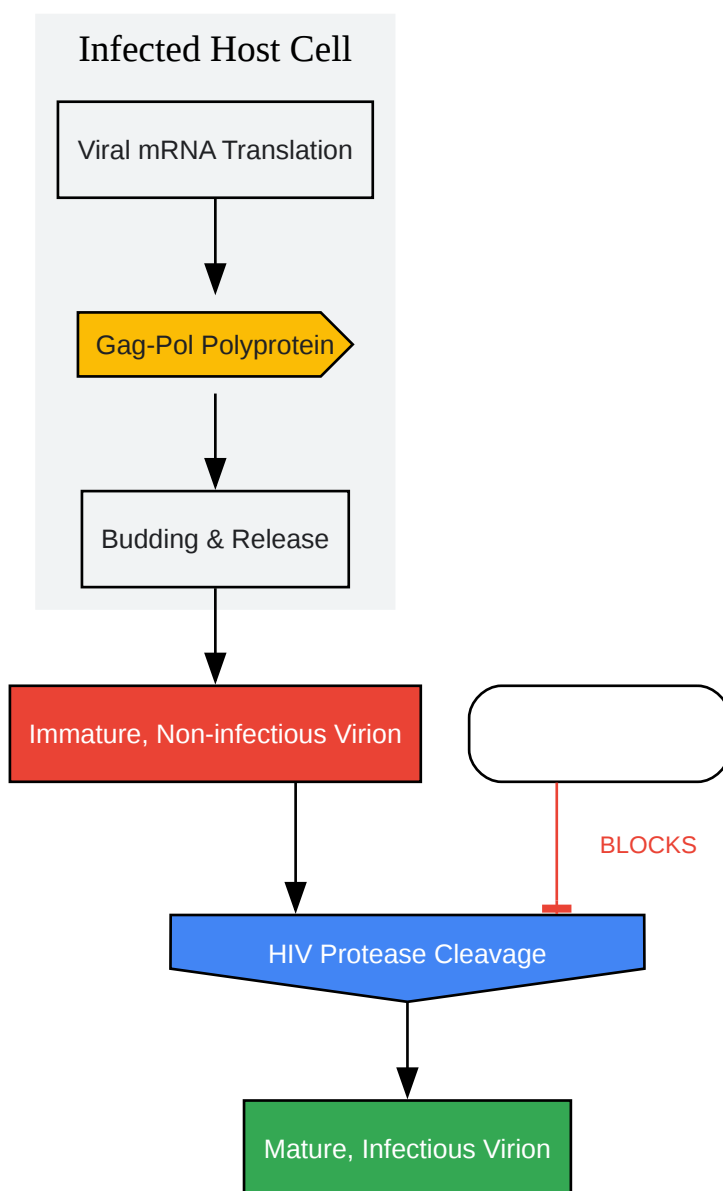 Infected Host Cell
Viral mRNA Translation
Gag-Pol Polyprotein
Budding & Release
Immature, Non-infectious Virion
BLOCKS
HIV Protease Cleavage
Mature, Infectious Virion